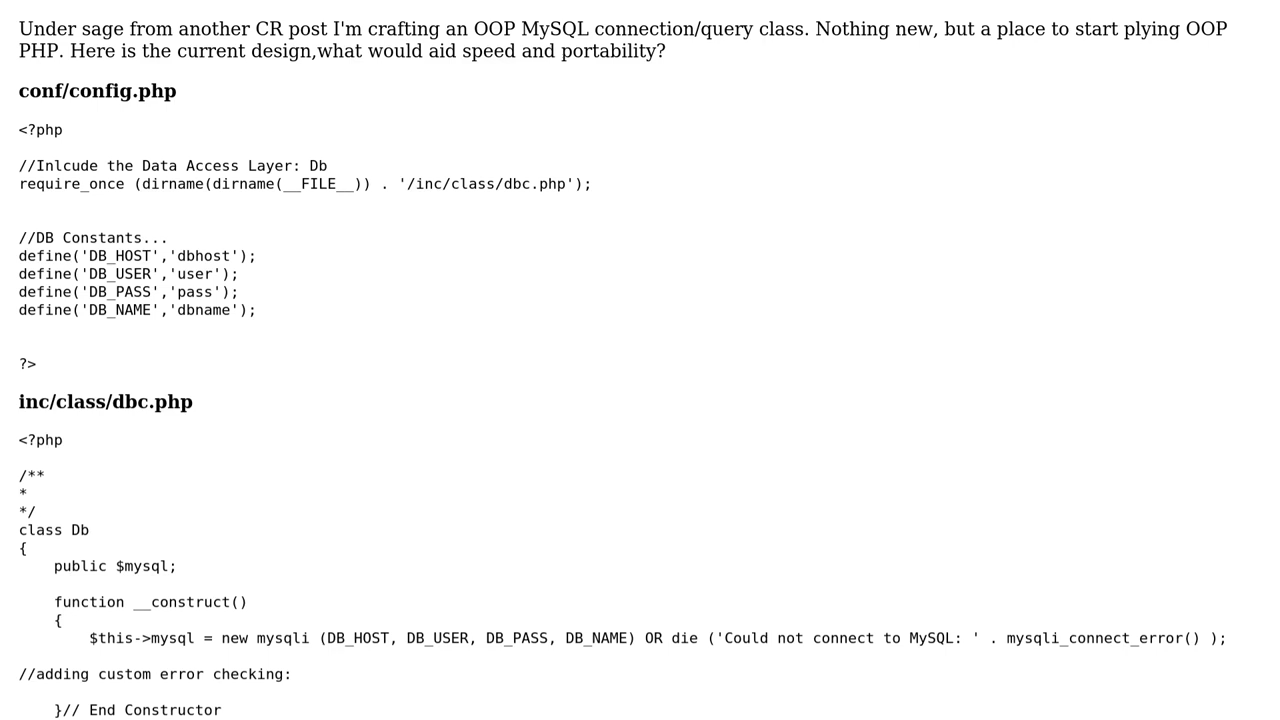 Under sage from another CR post I'm crafting an OOP MySQL connection/query class. Nothing new, but a place to start plying OOP
PHP. Here is the current design,what would aid speed and portability?
conf/config.php
<?php
//Inlcude the Data Access Layer: Db
require_once (dirname(dirname(__FILE__)) . '/inc/class/dbc.php');
//DB Constants...
define('DB_HOST','dbhost');
define('DB_USER','user');
define('DB_PASS','pass');
define('DB_NAME','dbname');
?>
inc/class/dbc.php
<?php
/**
*
*/
class Db
{
    public $mysql;
    function __construct()
    {
        $this->mysql = new mysqli (DB_HOST, DB_USER, DB_PASS, DB_NAME) OR die ('Could not connect to MySQL: ' . mysqli_connect_error() );
//adding custom error checking:
    }// End Constructor